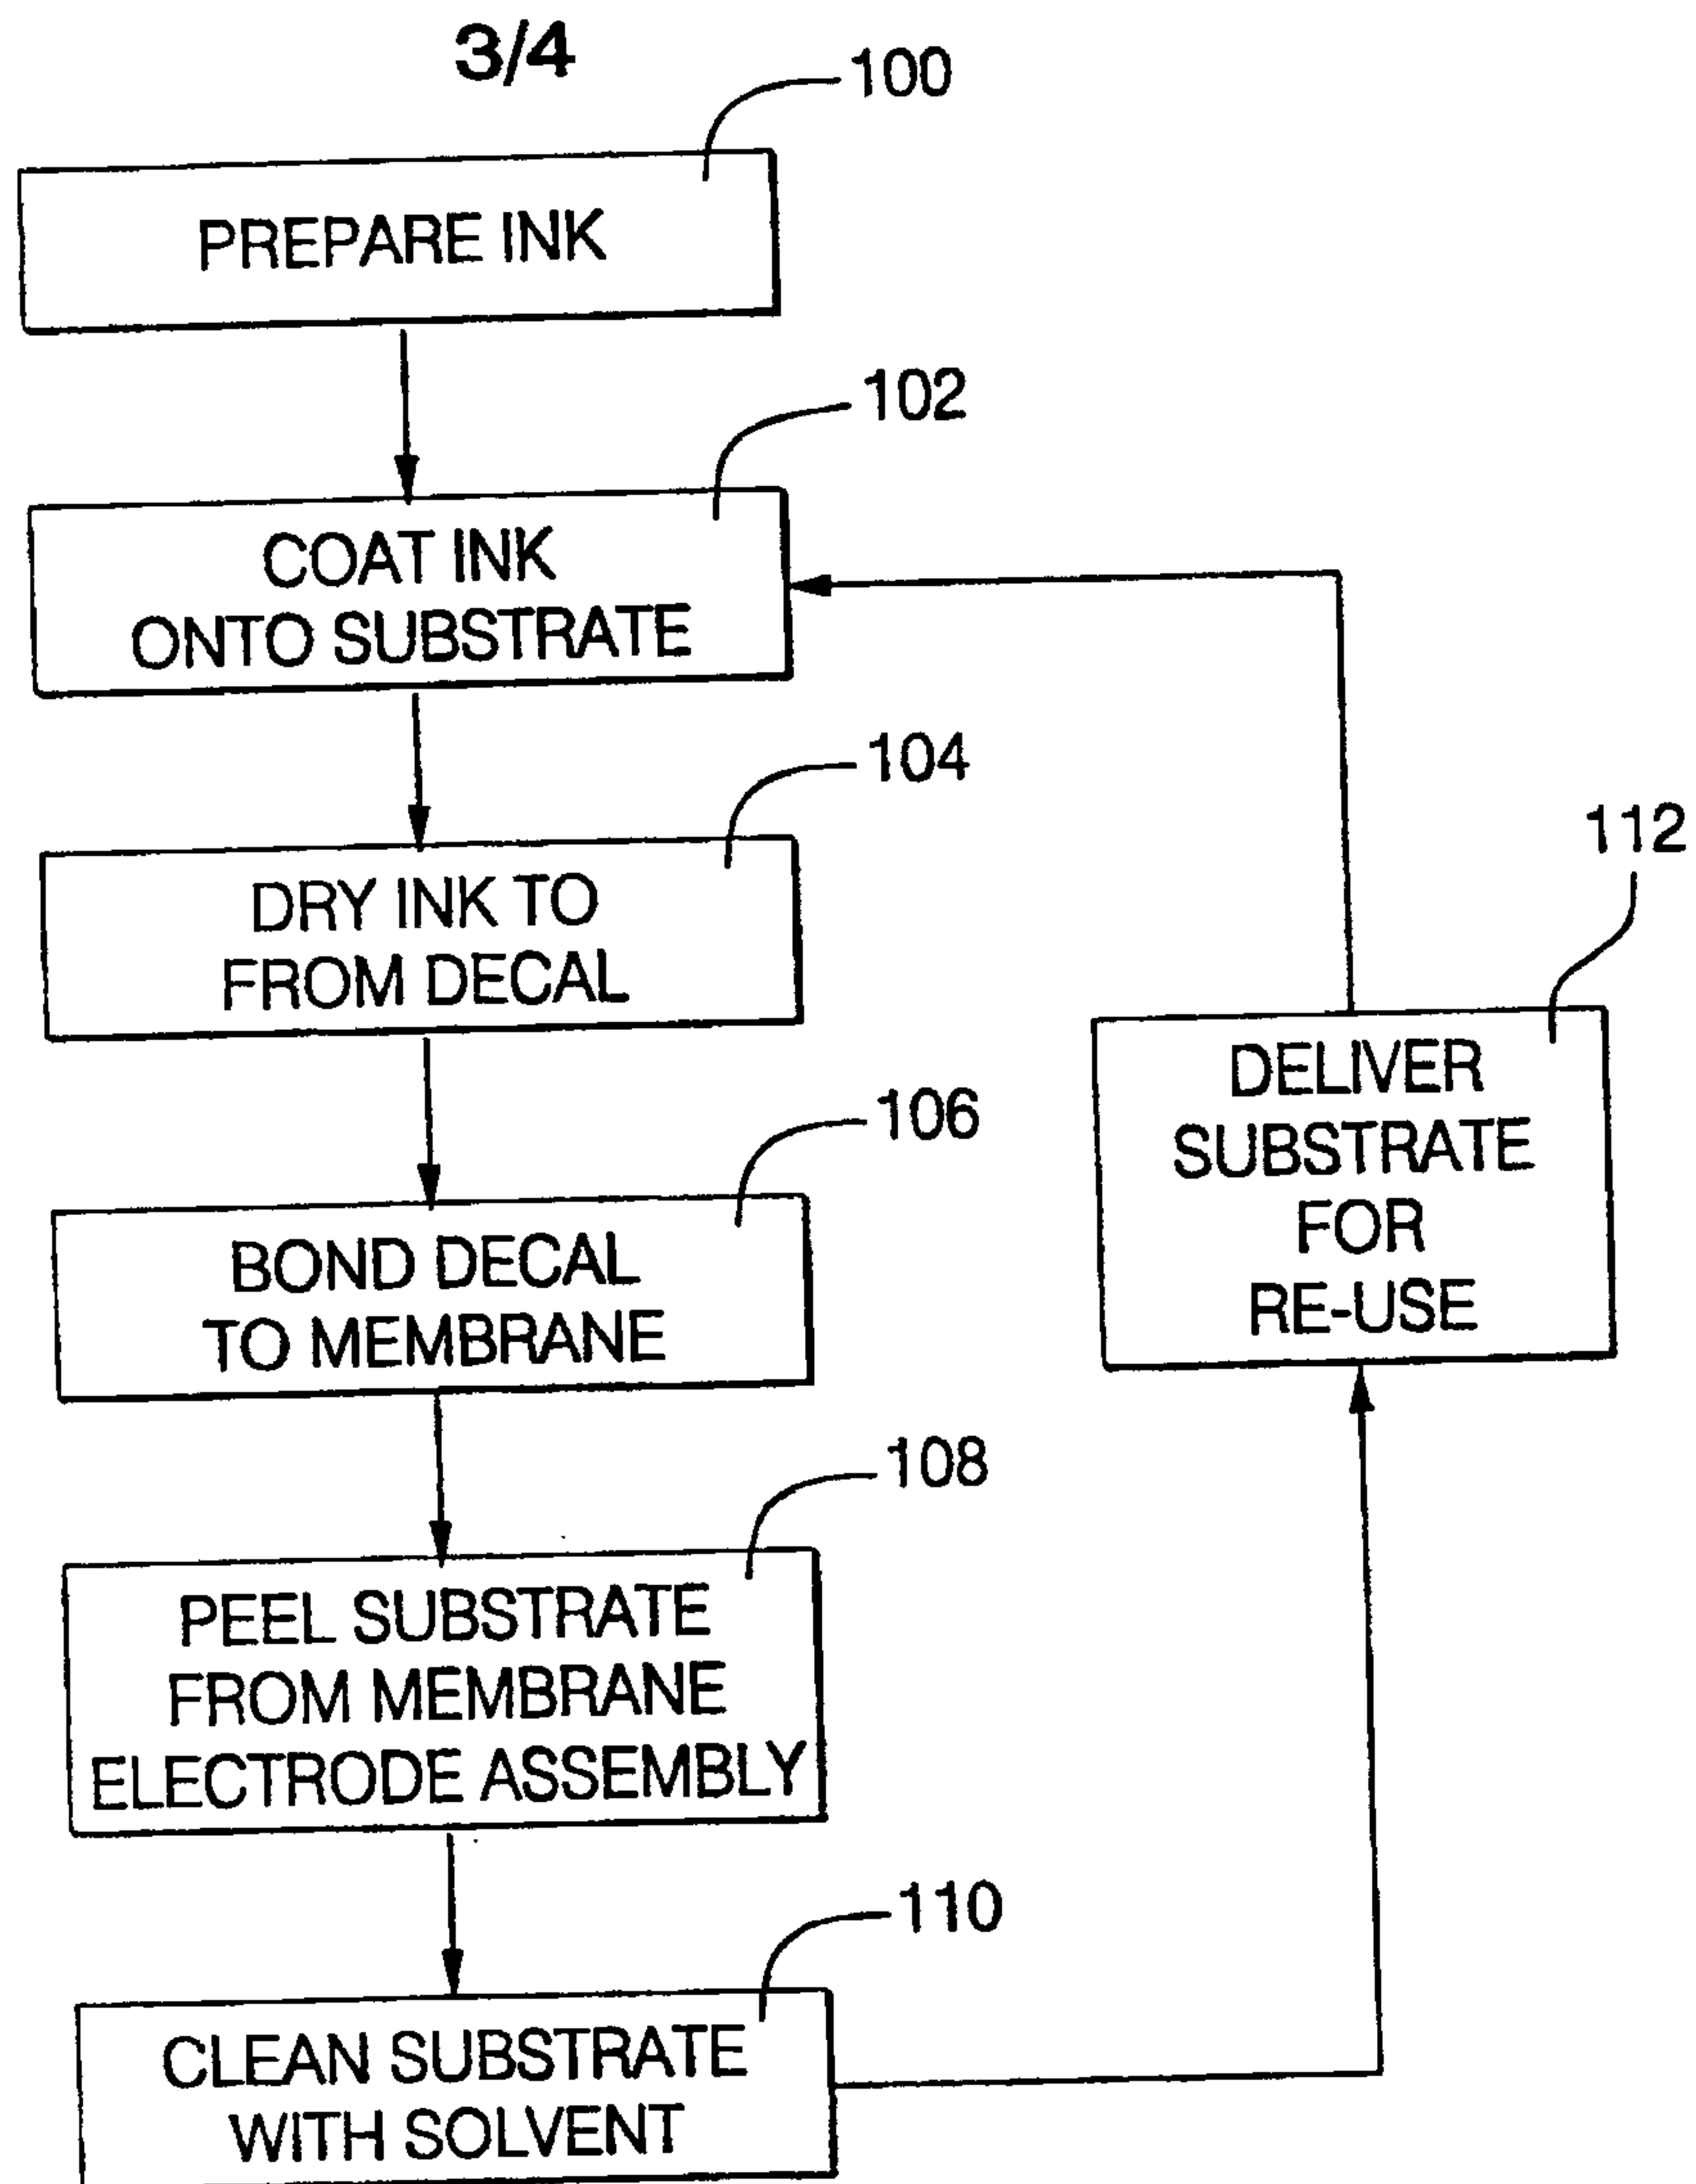 3/4
100
PREPARE INK
102
COAT INK
ONTO SUBSTRATE
104
DRY INK TO
FROM DECAL
106
BOND DECAL
TO MEMBRANE
108
PEEL SUBSTRATE
FROM MEMBRANE
ELECTRODE ASSEMBLY
110
CLEAN SUBSTRATE
WITH SOLVENT
112
DELIVER
SUBSTRATE
FOR
RE-USE